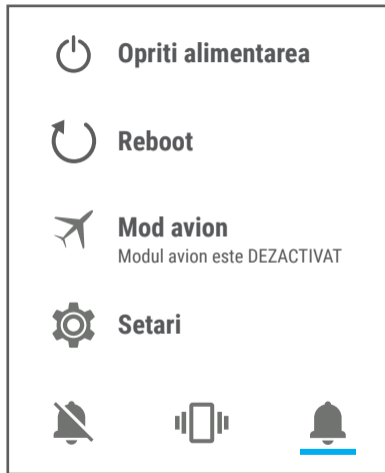 Opriti alimentarea
Reboot
Mod avion
Modul avion este DEZACTIVAT
Setari